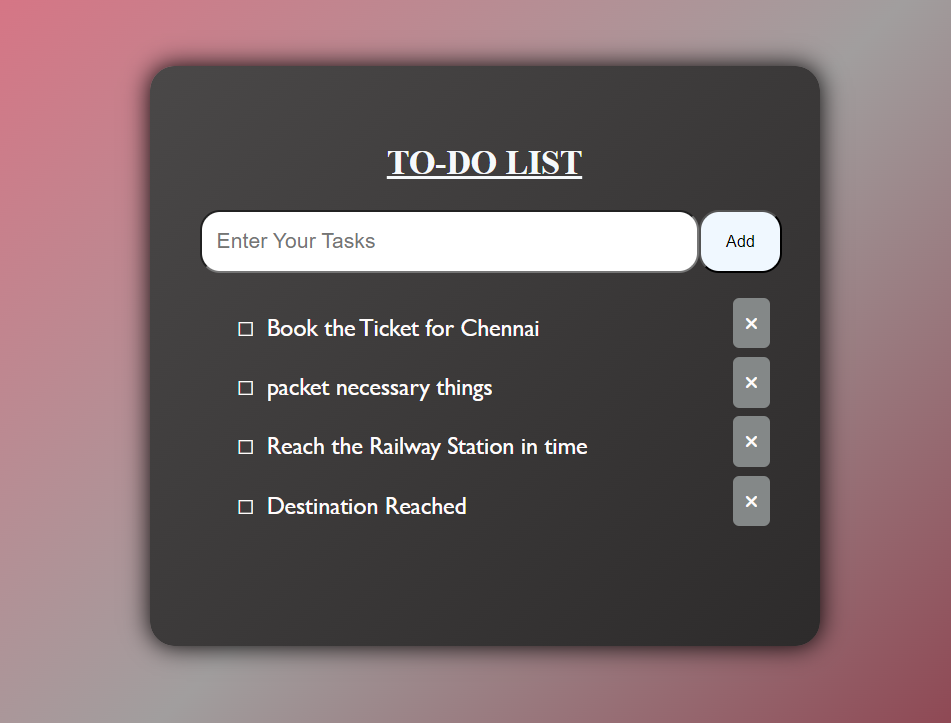 TO-DO LIST
Enter Your Tasks Add
☐ Book the Ticket for Chennai ×
☐ packet necessary things ×
☐ Reach the Railway Station in time ×
☐ Destination Reached ×